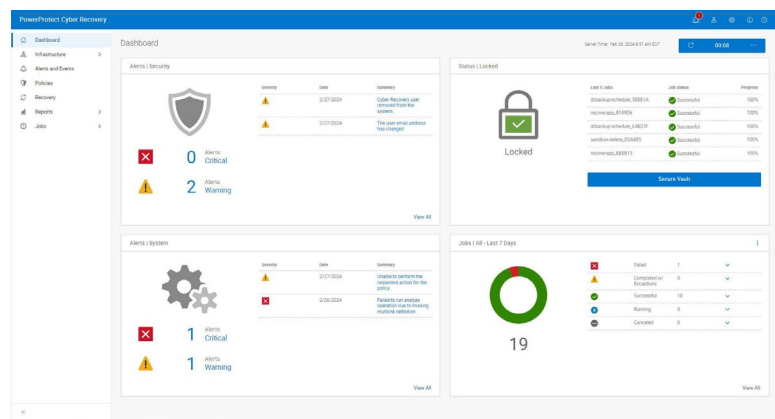 PowerProtect Cyber Recovery
Dashboard
Infrastructure
Alerts and Events
Policies
Recovery
Reports
Jobs
Dashboard
Server Time: Feb 28, 2024 8:37 AM EST
00:08
Alerts | Security
Severity Date Summary
2/27/2024 Cyber Recovery user
removed from the
system.
2/27/2024 The user email address
has changed
0 Alerts
Critical
2 Alerts
Warning
View All
Status | Locked
Locked
Last 5 Jobs Job Status Progress
Successful 100%
Successful 100%
Successful 100%
Successful 100%
Successful 100%
Secure Vault
Alerts | System
Severity Date Summary
2/27/2024 Unable to perform the
requested action for the
policy.
2/26/2024 Failed to run analyze
operation due to missing
multilink definition
1 Alerts
Critical
1 Alerts
Warning
View All
Jobs | All - Last 7 Days
19
Failed 1
Completed w/
Exceptions 0
Successful
Running 0
Canceled 0
View All